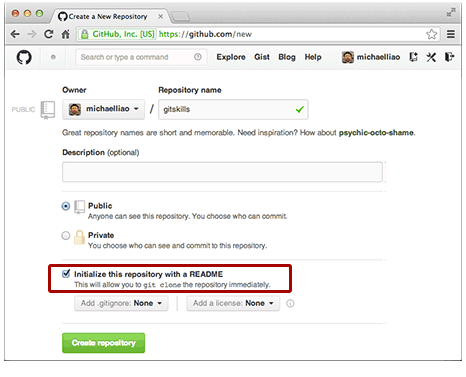 Create a New Repository
GitHub, Inc. [US] https://github.com/new
Search or type a command
Explore Gist Blog Help
michaelliao
Owner
Repository name
PUBLIC
michaelliao / gitskills
Great repository names are short and memorable. Need inspiration? How about psychic-octo-shame.
Description (optional)
Public
Anyone can see this repository. You choose who can commit.
Private
You choose who can see and commit to this repository.
Initialize this repository with a README
This will allow you to git clone the repository immediately.
Add .gitignore: None
Add a license: None
Create repository